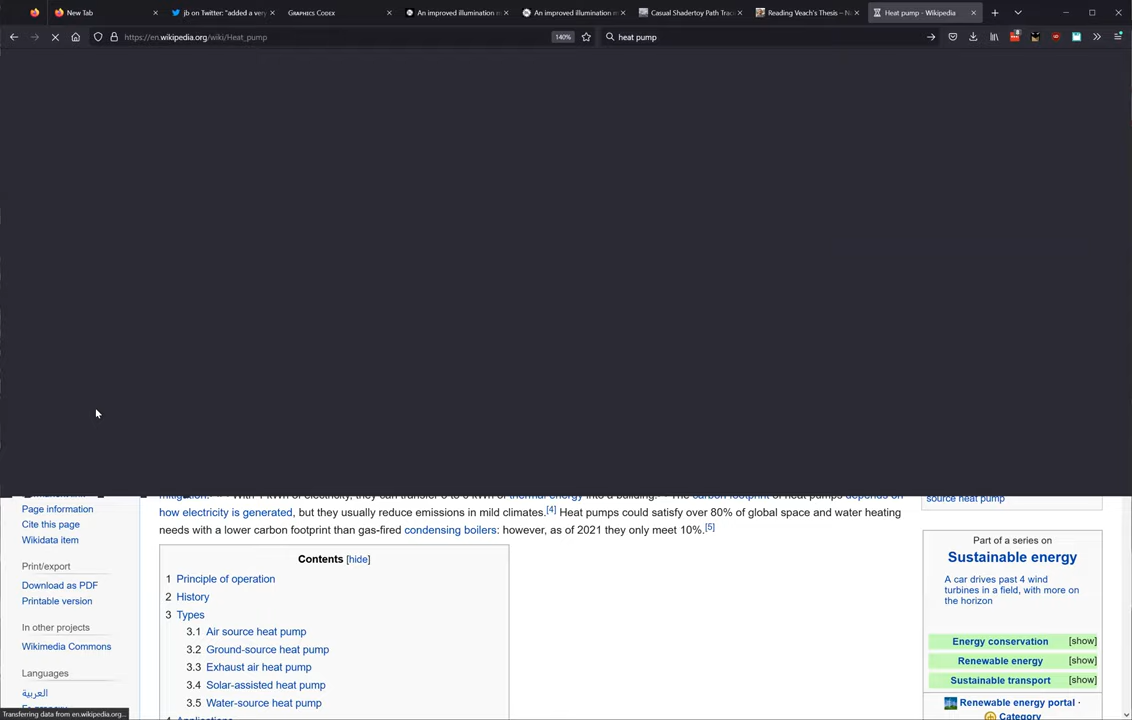 New Tab
jb on Twitter: "added a very
GRAPHICS CODEX
An improved illumination m
An improved illumination m
Casual Shadertoy Path Trac
Reading Veach's Thesis – N
Heat pump - Wikipedia
https://en.wikipedia.org/wiki/Heat_pump
140%
heat pump
how electricity is generated, but they usually reduce emissions in mild climates.[4] Heat pumps could satisfy over 80% of global space and water heating
needs with a lower carbon footprint than gas-fired condensing boilers: however, as of 2021 they only meet 10%.[5]
Contents [hide]
1 Principle of operation
2 History
3 Types
3.1 Air source heat pump
3.2 Ground-source heat pump
3.3 Exhaust air heat pump
3.4 Solar-assisted heat pump
3.5 Water-source heat pump
Page information
Cite this page
Wikidata item
Print/export
Download as PDF
Printable version
In other projects
Wikimedia Commons
Languages
العربية
source heat pump
Part of a series on
Sustainable energy
A car drives past 4 wind
turbines in a field, with more on
the horizon
Energy conservation [show]
Renewable energy [show]
Sustainable transport [show]
Renewable energy portal ·
Category
Transferring data from en.wikipedia.org...